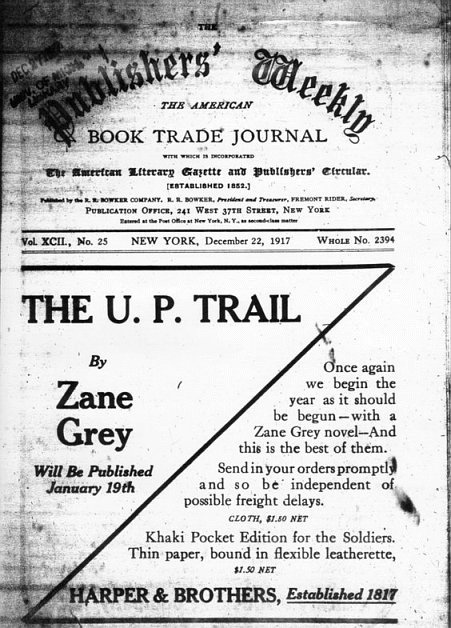 THE
Publishers' Weekly
THE AMERICAN
BOOK TRADE JOURNAL
WITH WHICH IS INCORPORATED
The American Literary Gazette and Publishers' Circular.
[ESTABLISHED 1852.]
Published by the R. R. BOWKER COMPANY. R. R. BOWKER, President and Treasurer, FREMONT RIDER, Secretary,
PUBLICATION OFFICE, 241 WEST 37TH STREET, NEW YORK
Entered at the Post Office at New York, N. Y., as second-class matter
VOL. XCII., No. 25 NEW YORK, December 22, 1917 WHOLE NO. 2394
THE U. P. TRAIL
By
Zane
Grey
Will Be Published
January 19th
Once again
we begin the
year as it should
be begun—with a
Zane Grey novel—And
this is the best of them.
Send in your orders promptly
and so be independent of
possible freight delays.
CLOTH, $1.50 NET
Khaki Pocket Edition for the Soldiers.
Thin paper, bound in flexible leatherette,
$1.50 NET
HARPER & BROTHERS, Established 1817